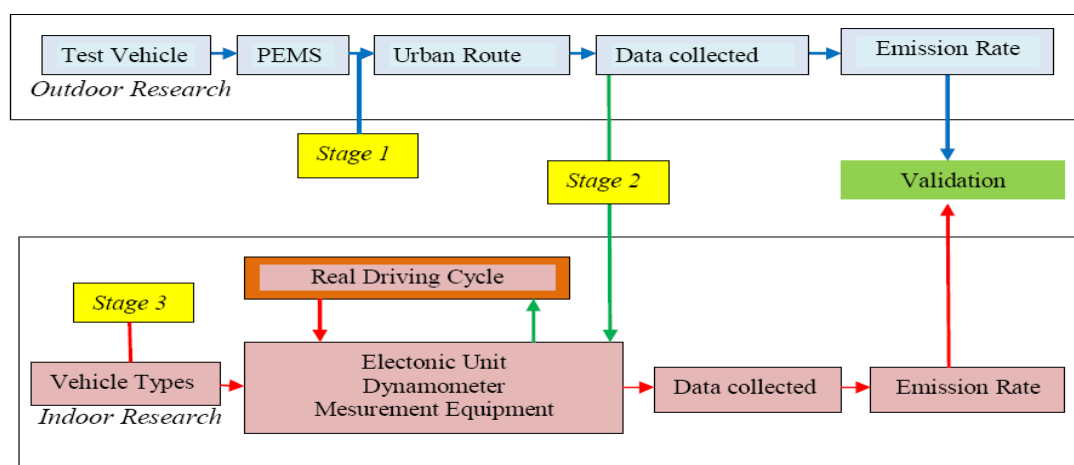 Test Vehicle
PEMS
Urban Route
Data collected
Emission Rate
Outdoor Research
Stage 1
Stage 2
Validation
Real Driving Cycle
Stage 3
Vehicle Types
Electonic Unit
Dynamometer
Mesurement Equipment
Data collected
Emission Rate
Indoor Research